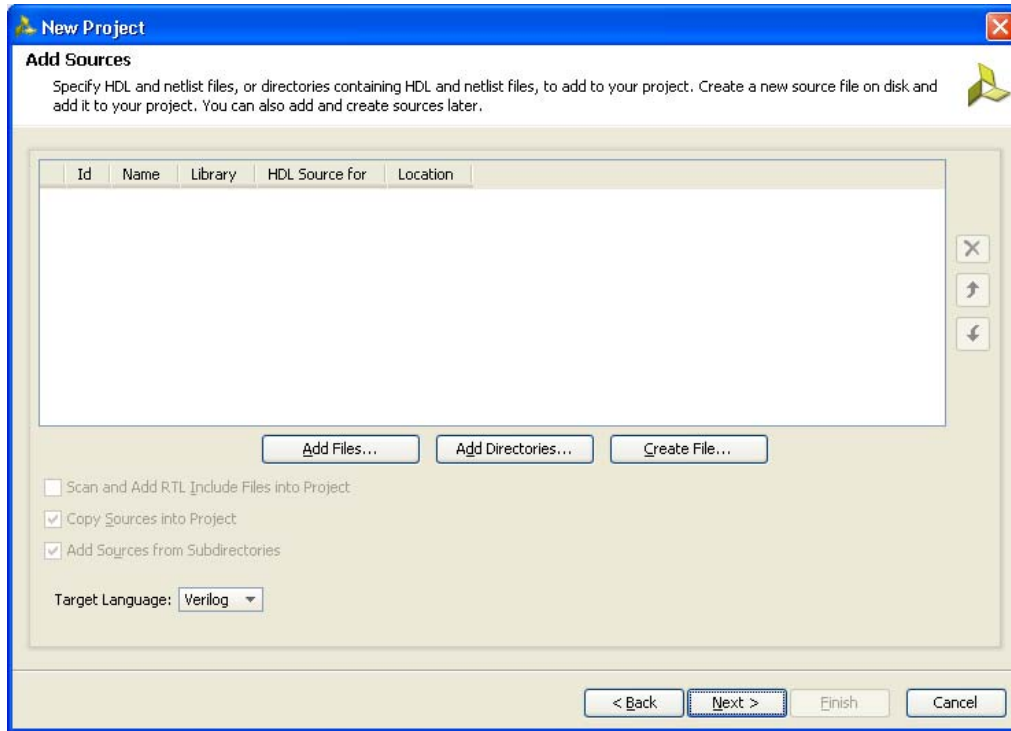 New Project
Add Sources
Specify HDL and netlist files, or directories containing HDL and netlist files, to add to your project. Create a new source file on disk and
add it to your project. You can also add and create sources later.
Id Name Library HDL Source for Location
Add Files... Add Directories... Create File...
Scan and Add RTL Include Files into Project
Copy Sources into Project
Add Sources from Subdirectories
Target Language: Verilog
< Back Next > Finish Cancel